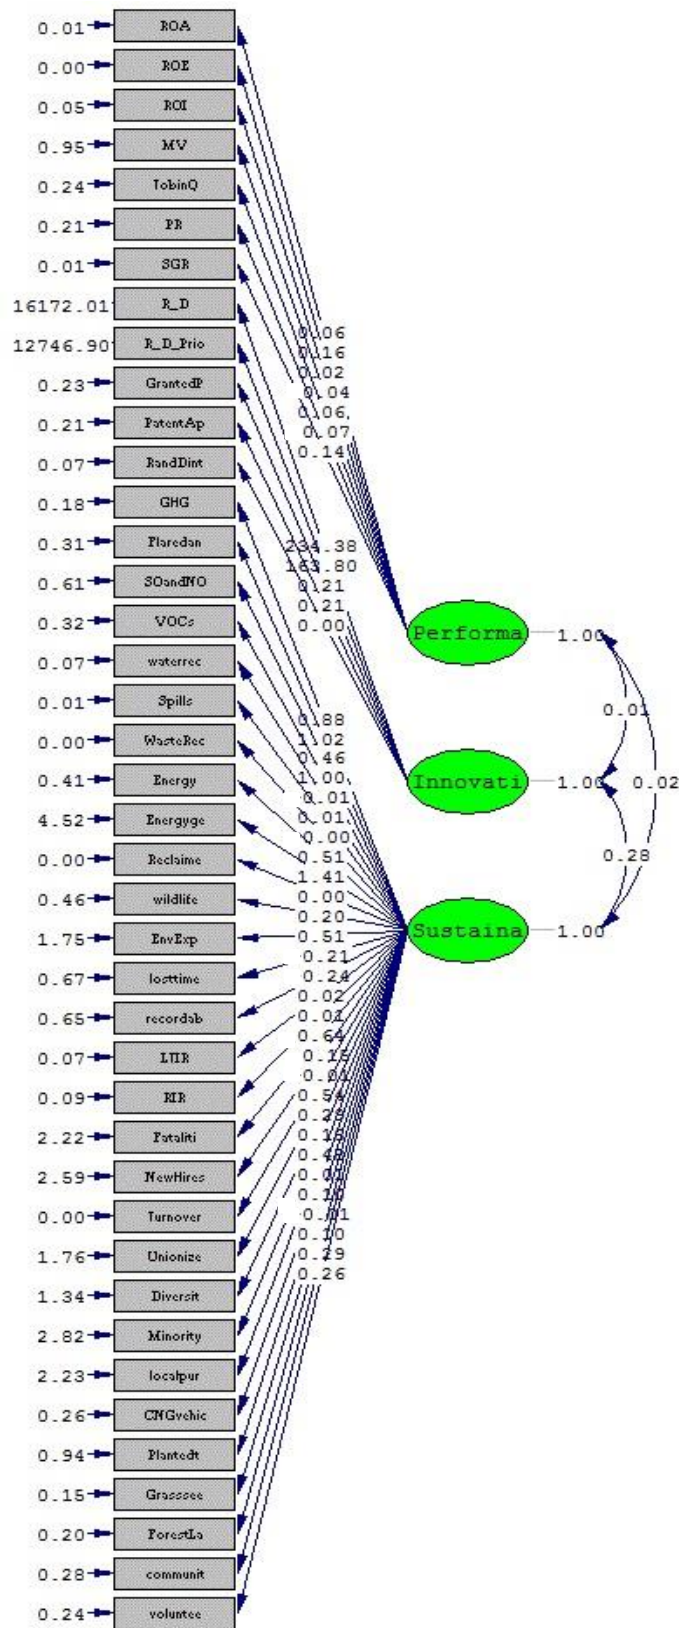 0.01 ROA
0.00 ROE
0.05 ROI
0.95 MV
0.24 TobinQ
0.21 PR
0.01 SGR
16172.01 R_D
12746.90 R_D_Prio
0.23 GrantedP
0.21 PatentAp
0.07 RandDint
0.18 GHG
0.31 Flaredan
0.61 SOandNO
0.32 VOCs
0.07 waterrec
0.01 Spills
0.00 WasteRec
0.41 Energy
4.52 Energyge
0.00 Reclaime
0.46 wildlife
1.75 EnvExp
0.67 losttime
0.65 recordab
0.07 LTIR
0.09 RIR
2.22 Fataliti
2.59 NewHires
0.00 Turnover
1.76 Unionize
1.34 Diversit
2.82 Minority
2.23 localpur
0.26 CNGvehic
0.94 Plantedt
0.15 Grasssee
0.20 ForestLa
0.28 communit
0.24 voluntee
0.06
0.16
0.02
0.04
0.06
0.07
0.14
234.38
163.80
0.21
0.21
0.00
0.88
1.02
0.46
1.00
0.01
0.01
0.00
0.51
1.41
0.00
0.20
0.51
0.21
0.24
0.02
0.01
0.64
0.15
0.01
0.54
0.01
0.10
0.29
0.26
Performa 1.00
Innovati 1.00
Sustaina 1.00
0.01
0.02
0.28